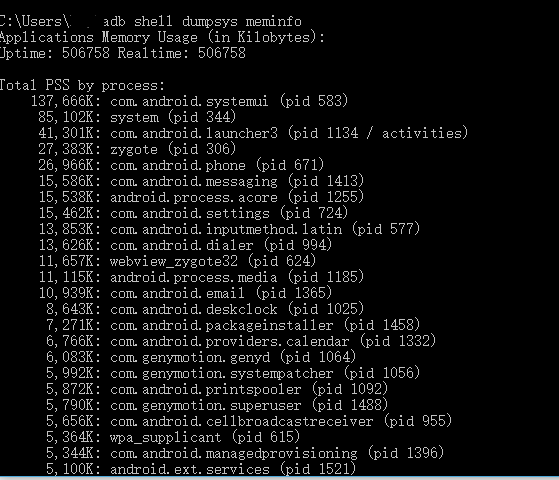 C:\Users\ adb shell dumpsys meminfo
Applications Memory Usage (in Kilobytes):
Uptime: 506758 Realtime: 506758
Total PSS by process:
137,666K: com.android.systemui (pid 583)
85,102K: system (pid 344)
41,301K: com.android.launcher3 (pid 1134 / activities)
27,383K: zygote (pid 306)
26,966K: com.android.phone (pid 671)
15,586K: com.android.messaging (pid 1413)
15,538K: android.process.acore (pid 1255)
15,462K: com.android.settings (pid 724)
13,853K: com.android.inputmethod.latin (pid 577)
13,626K: com.android.dialer (pid 994)
11,657K: webview_zygote32 (pid 624)
11,115K: android.process.media (pid 1185)
10,939K: com.android.email (pid 1365)
8,643K: com.android.deskclock (pid 1025)
7,271K: com.android.packageinstaller (pid 1458)
6,766K: com.android.providers.calendar (pid 1332)
6,083K: com.genymotion.genyd (pid 1064)
5,992K: com.genymotion.systempatcher (pid 1056)
5,872K: com.android.printspooler (pid 1092)
5,790K: com.genymotion.superuser (pid 1488)
5,656K: com.android.cellbroadcastreceiver (pid 955)
5,364K: wpa_supplicant (pid 615)
5,344K: com.android.managedprovisioning (pid 1396)
5,100K: android.ext.services (pid 1521)